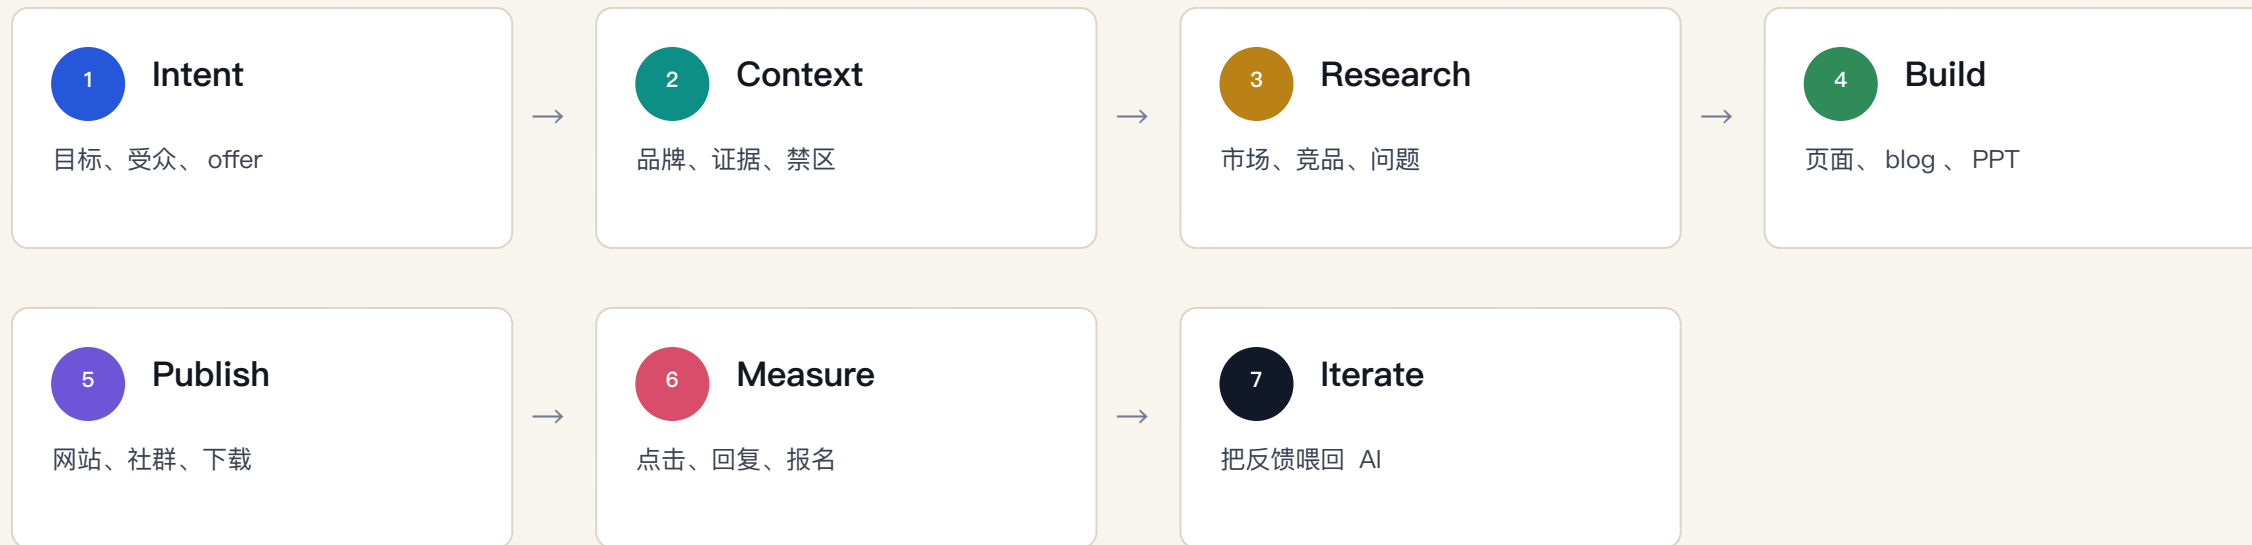 1 Intent
目标、受众、 offer
→
2 Context
品牌、证据、禁区
→
3 Research
市场、竞品、问题
→
4 Build
页面、 blog 、 PPT
5 Publish
网站、社群、下载
→
6 Measure
点击、回复、报名
→
7 Iterate
把反馈喂回 AI